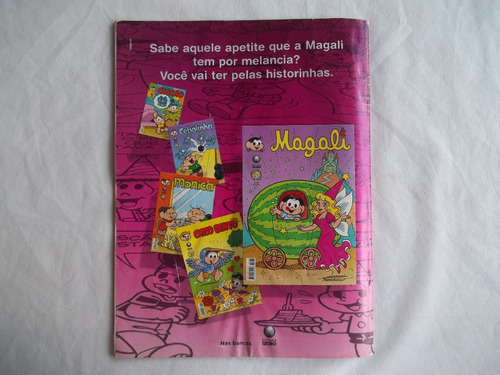 Sabe aquele apetite que a Magali
tem por melancia?
Você vai ter pelas historinhas.
Cebolinha
Mônica
Chico Bento
Magali
Nas bancas.
GLOBO